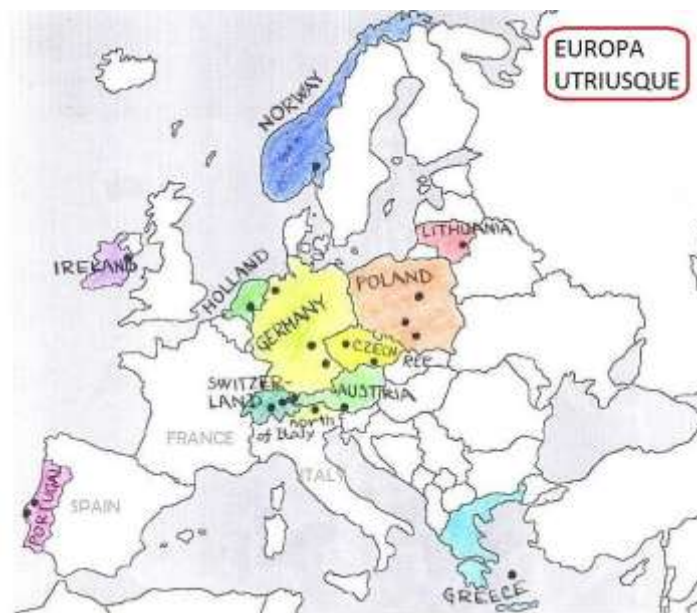 EUROPA
UTRIUSQUE
NORWAY
LITHUANIA
IRELAND
HOLLAND
POLAND
GERMANY
CZECH
REP
SWITZER-
LAND
AUSTRIA
north
of Italy
FRANCE
ITALY
PORTUGAL
SPAIN
GREECE